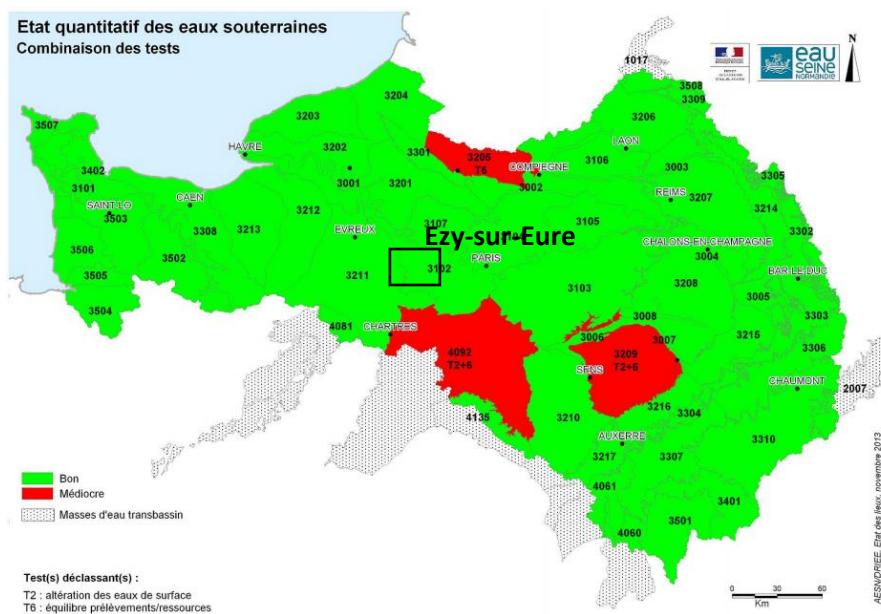 Etat quantitatif des eaux souterraines
Combinaison des tests
eau
SEINE
NORMANDIE
N
1017
3508
3309
3204
3203
3206
3507
HAVRE
3202
3301
3205
T6
LAON
3106
COMPIEGNE
3002
3003
3402
3101
3001
3201
3305
SAINT-LO
3503
CAEN
REIMS
3207
3214
3212
3308
3213
3107
3105
3302
EVREUX
Ezy-sur-Eure
CHALONS-EN-CHAMPAGNE
3004
3506
3502
PARIS
3102
3211
BAR-LE-DUC
3505
3103
3208
3005
3504
3303
3008
4081
CHARTRES
3006
3007
3215
3306
4092
T2+6
3209
T2+6
SENS
CHAUMONT
2007
4135
3210
3216
3304
AUXERRE
3310
3217
3307
4061
3401
3501
4060
Bon
Médiocre
Masses d'eau transbassin
Test(s) déclassant(s) :
T2 : altération des eaux de surface
T6 : équilibre prélèvements/ressources
0 30 60
Km
AESN/DRIEE. Etat des lieux, novembre 2013